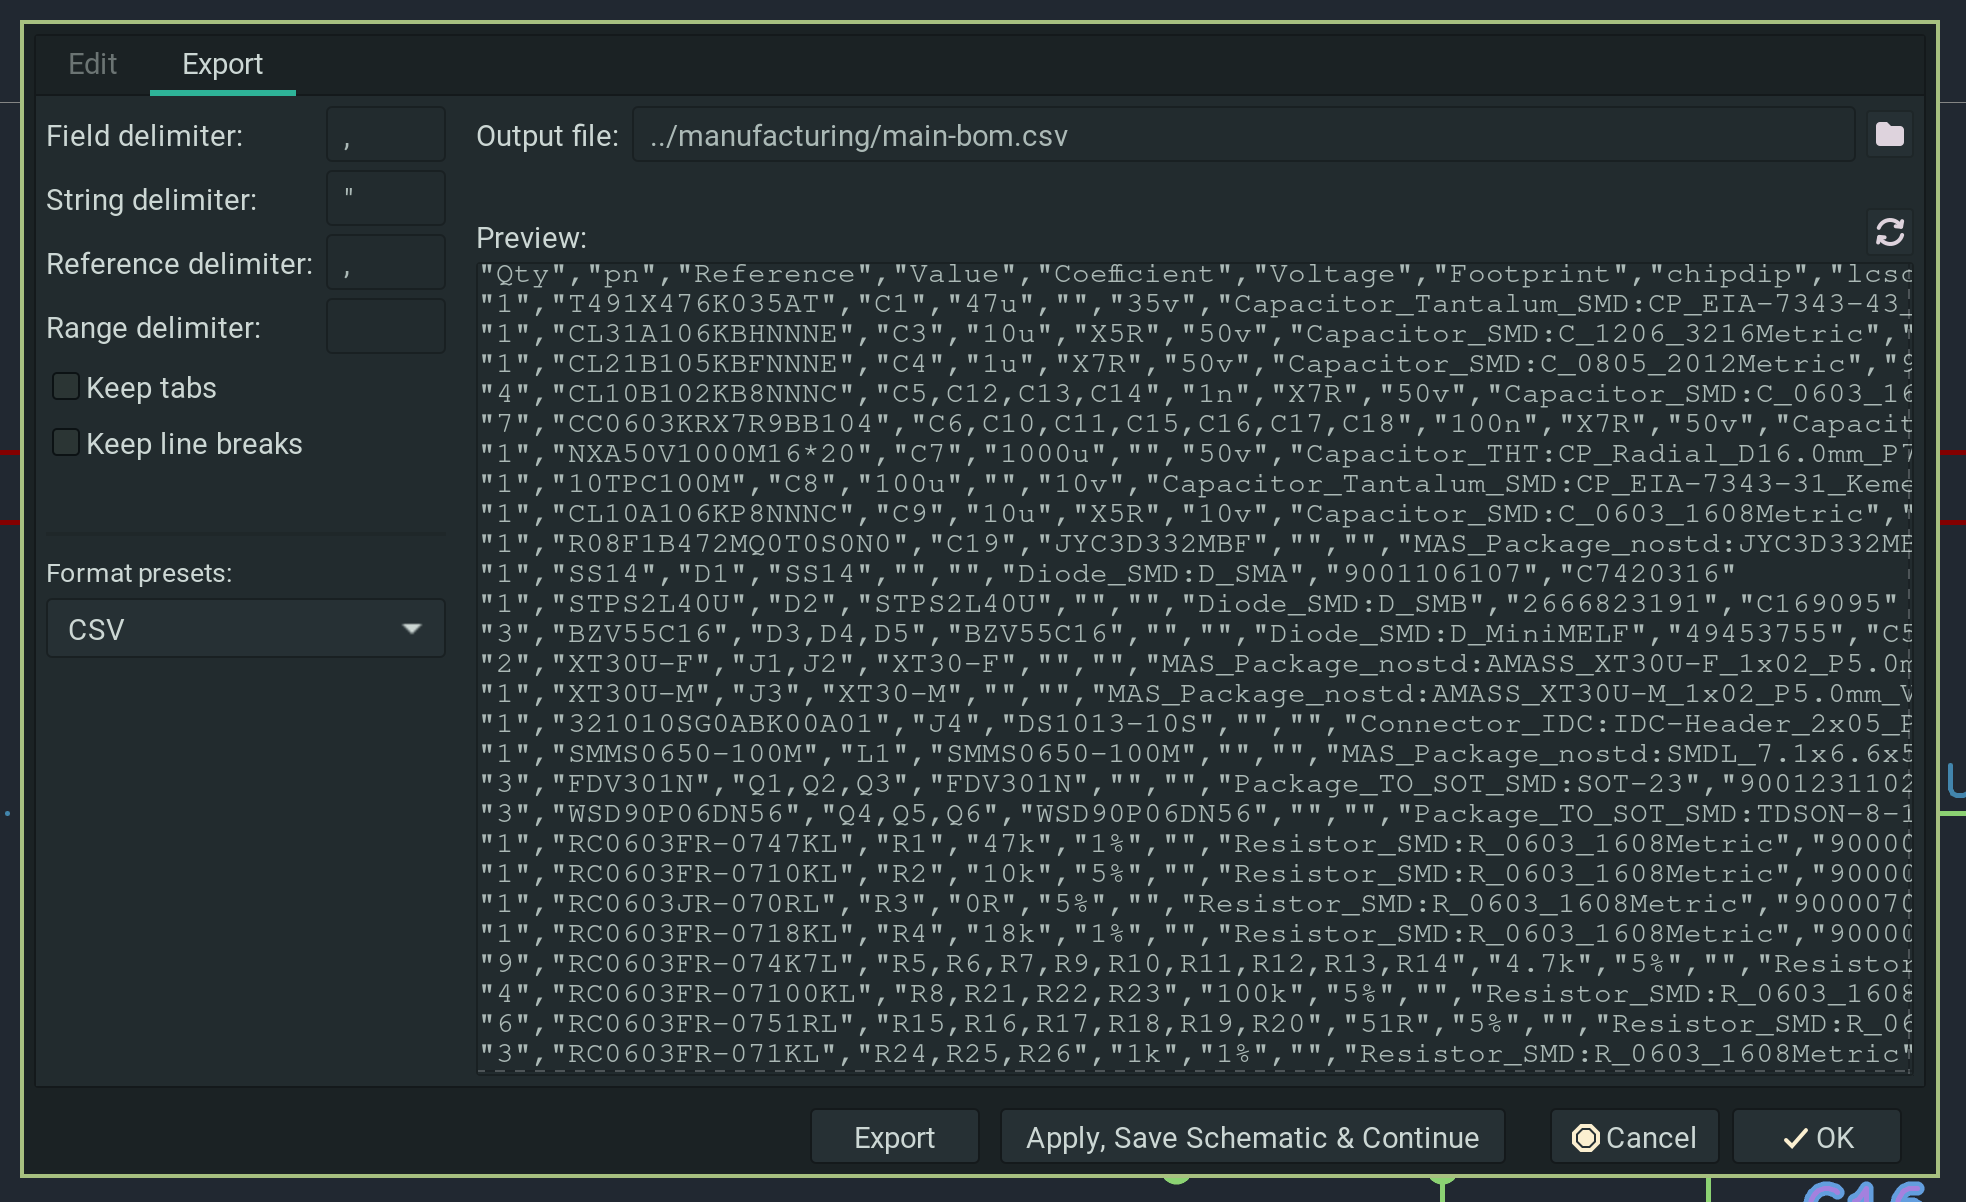 Edit
Export
Field delimiter:
,
Output file:
../manufacturing/main-bom.csv
String delimiter:
"
Reference delimiter:
,
Range delimiter:
Keep tabs
Keep line breaks
Format presets:
CSV
Preview:
"Qty","pn","Reference","Value","Coefficient","Voltage","Footprint","chipdip","lcsc
"1","T491X476K035AT","C1","47u","","35v","Capacitor_Tantalum_SMD:CP_EIA-7343-43_
"1","CL31A106KBHNNNE","C3","10u","X5R","50v","Capacitor_SMD:C_1206_3216Metric","
"1","CL21B105KBFNNNE","C4","1u","X7R","50v","Capacitor_SMD:C_0805_2012Metric","9
"4","CL10B102KB8NNNC","C5,C12,C13,C14","1n","X7R","50v","Capacitor_SMD:C_0603_16
"7","CC0603KRX7R9BB104","C6,C10,C11,C15,C16,C17,C18","100n","X7R","50v","Capacit
"1","NXA50V1000M16*20","C7","1000u","","50v","Capacitor_THT:CP_Radial_D16.0mm_P7
"1","10TPC100M","C8","100u","","10v","Capacitor_Tantalum_SMD:CP_EIA-7343-31_Keme
"1","CL10A106KP8NNNC","C9","10u","X5R","10v","Capacitor_SMD:C_0603_1608Metric","
"1","R08F1B472MQ0T0S0N0","C19","JYC3D332MBF","","","MAS_Package_nostd:JYC3D332MB
"1","SS14","D1","SS14","","","Diode_SMD:D_SMA","9001106107","C7420316"
"1","STPS2L40U","D2","STPS2L40U","","","Diode_SMD:D_SMB","2666823191","C169095"
"3","BZV55C16","D3,D4,D5","BZV55C16","","","Diode_SMD:D_MiniMELF","49453755","C5
"2","XT30U-F","J1,J2","XT30-F","","","MAS_Package_nostd:AMASS_XT30U-F_1x02_P5.0m
"1","XT30U-M","J3","XT30-M","","","MAS_Package_nostd:AMASS_XT30U-M_1x02_P5.0mm_V
"1","321010SG0ABK00A01","J4","DS1013-10S","","","Connector_IDC:IDC-Header_2x05_P
"1","SMMS0650-100M","L1","SMMS0650-100M","","","MAS_Package_nostd:SMDL_7.1x6.6x5
"3","FDV301N","Q1,Q2,Q3","FDV301N","","","Package_TO_SOT_SMD:SOT-23","9001231102
"3","WSD90P06DN56","Q4,Q5,Q6","WSD90P06DN56","","","Package_TO_SOT_SMD:TDSON-8-1
"1","RC0603FR-0747KL","R1","47k","1%","","Resistor_SMD:R_0603_1608Metric","90000
"1","RC0603FR-0710KL","R2","10k","5%","","Resistor_SMD:R_0603_1608Metric","90000
"1","RC0603JR-070RL","R3","0R","5%","","Resistor_SMD:R_0603_1608Metric","9000070
"1","RC0603FR-0718KL","R4","18k","1%","","Resistor_SMD:R_0603_1608Metric","90000
"9","RC0603FR-074K7L","R5,R6,R7,R9,R10,R11,R12,R13,R14","4.7k","5%","","Resistor
"4","RC0603FR-07100KL","R8,R21,R22,R23","100k","5%","","Resistor_SMD:R_0603_1608
"6","RC0603FR-0751RL","R15,R16,R17,R18,R19,R20","51R","5%","","Resistor_SMD:R_06
"3","RC0603FR-071KL","R24,R25,R26","1k","1%","","Resistor_SMD:R_0603_1608Metric"
Export
Apply, Save Schematic & Continue
Cancel
OK
C16